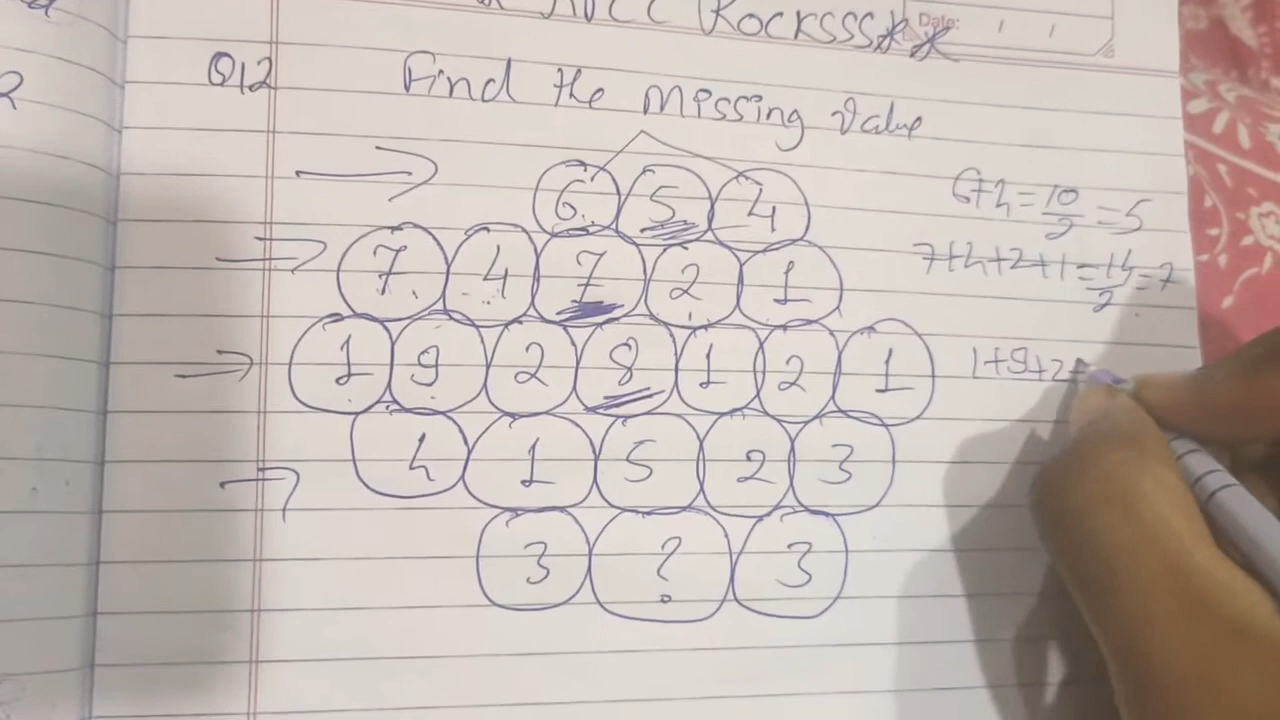 ROCKSSS**
Date: / /
2
Q12 Find the missing value
6 5 4
6+4=10/2=5
7 4 7 2 1
7+4+2+1=14/2=7
1 9 2 8 1 2 1
1+9+2+
4 1 5 2 3
3 ? 3